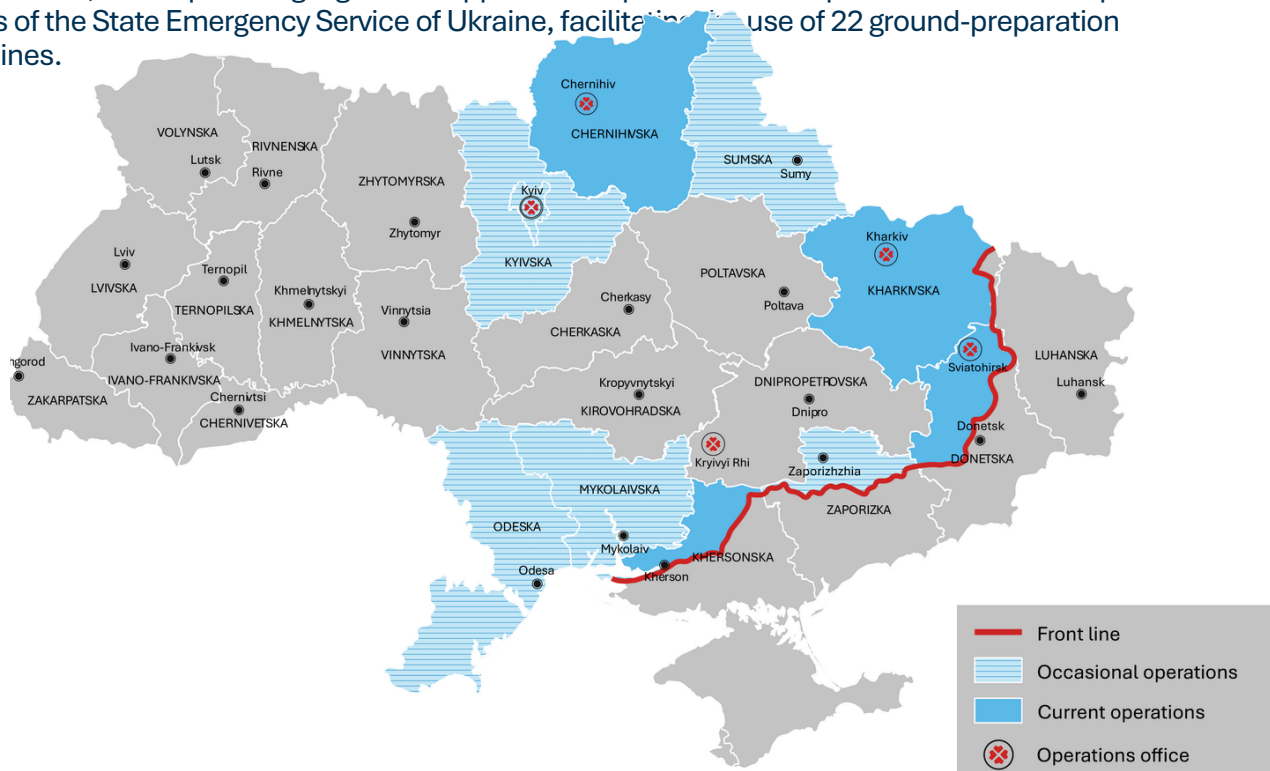 s of the State Emergency Service of Ukraine, use of 22 ground-preparation
ines.
Chernihiv
CHERNIHIVSKA
VOLYNSKA
RIVNENSKA
Lutsk
Rivne
ZHYTOMYRSKA
Zhytomyr
Kyiv
KYIVSKA
SUMSKA
Sumy
Kharkiv
KHARKIVSKA
Lviv
LVIVSKA
Ternopil
TERNOPILSKA
Khmelnytskyi
KHMELNYTSKA
Vinnytsia
VINNYTSKA
Cherkasy
CHERKASKA
POLTAVSKA
Poltava
Sviatohirsk
LUHANSKA
Luhansk
ngorod
ZAKARPATSKA
Ivano-Frankivsk
IVANO-FRANKIVSKA
Chernivtsi
CHERNIVETSKA
Kropyvnytskyi
KIROVOHRADSKA
DNIPROPETROVSKA
Dnipro
Kryivyi Rhi
Zaporizhzhia
Donetsk
DONETSKA
MYKOLAIVSKA
Mykolaiv
ODESKA
Odesa
ZAPORIZKA
KHERSONSKA
Kherson
Front line
Occasional operations
Current operations
Operations office